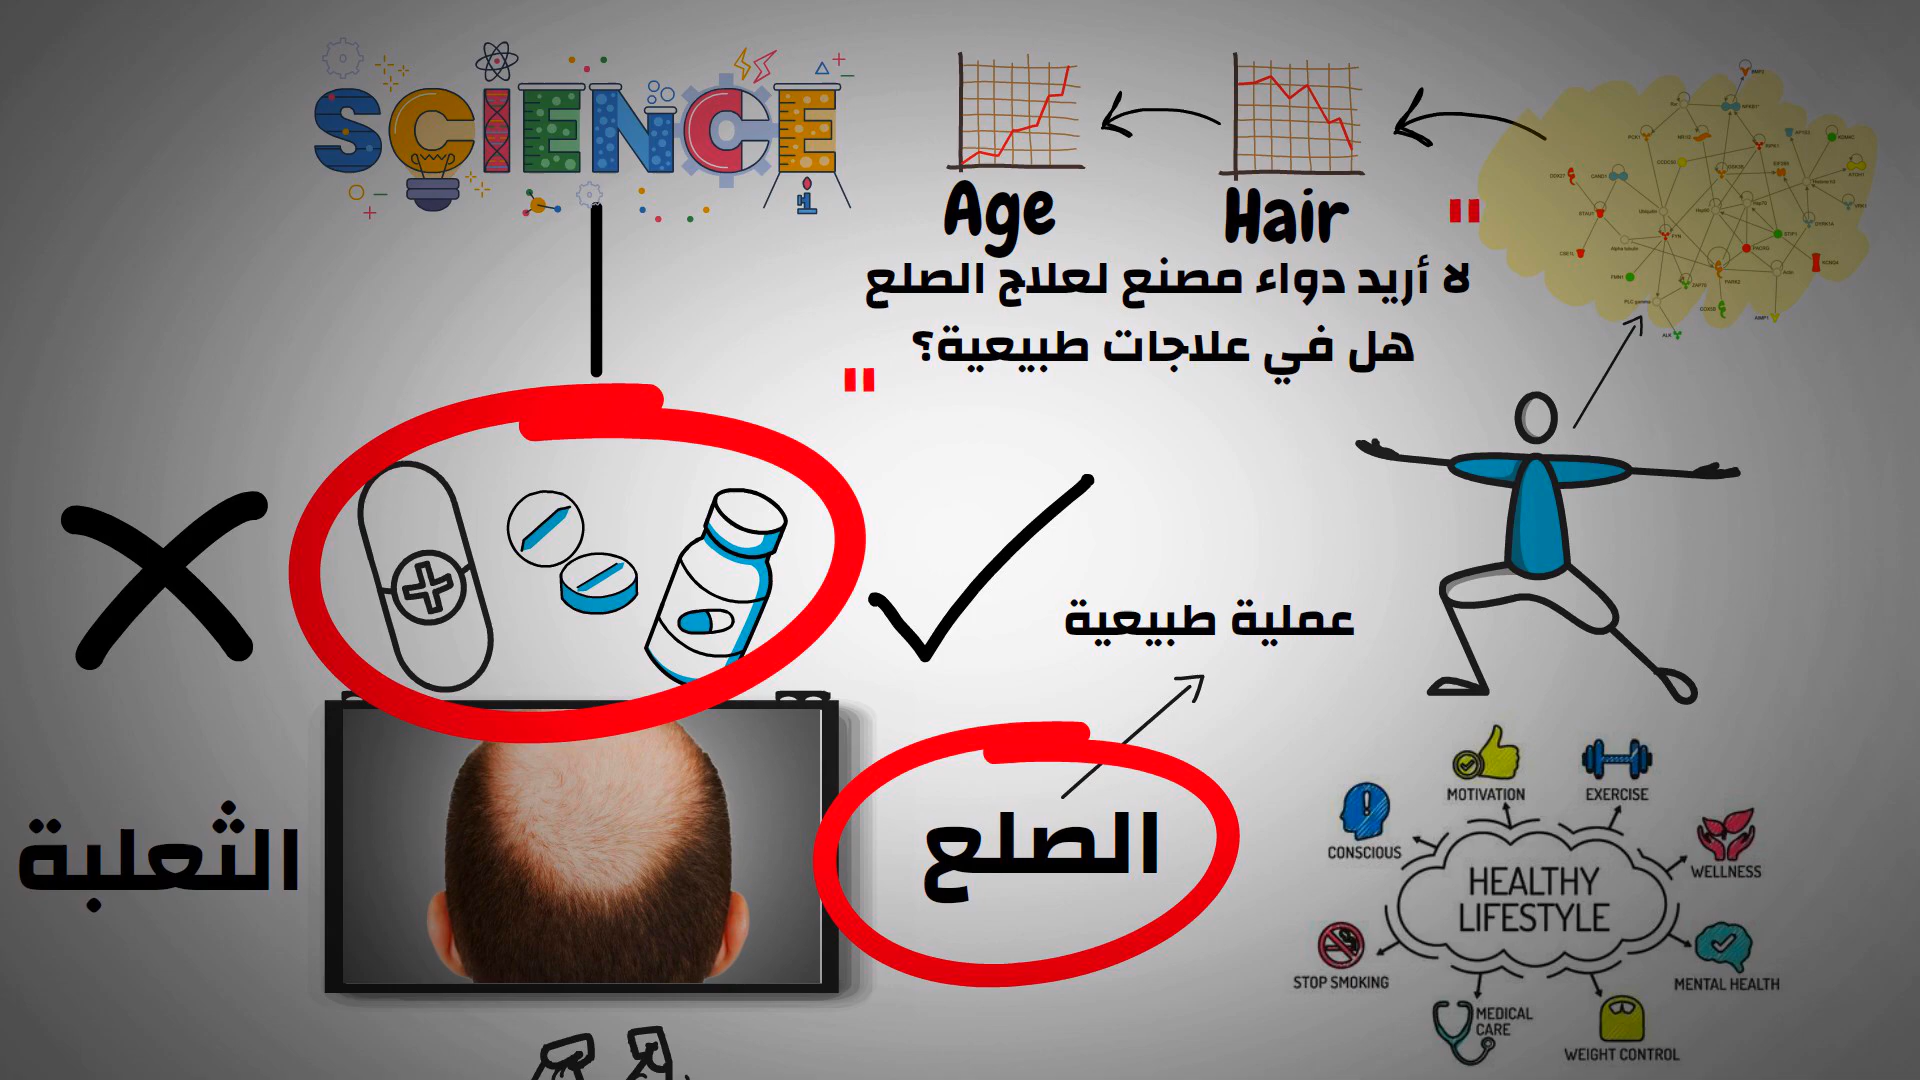 SCIENCE
Age
Hair
"
لا أريد دواء مصنع لعلاج الصلع
هل في علاجات طبيعية؟
"
عملية طبيعية
الثعلبة
الصلع
MOTIVATION
EXERCISE
CONSCIOUS
WELLNESS
HEALTHY
LIFESTYLE
STOP SMOKING
MENTAL HEALTH
MEDICAL
CARE
WEIGHT CONTROL